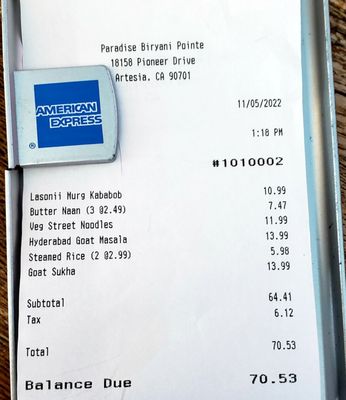 Paradise Biryani Pointe
18158 Pioneer Drive
Artesia, CA 90701
AMERICAN
EXPRESS
®
11/05/2022
1:18 PM
#1010002
Lasonii Murg Kababob 10.99
Butter Naan (3 @2.49) 7.47
Veg Street Noodles 11.99
Hyderabad Goat Masala 13.99
Steamed Rice (2 @2.99) 5.98
Goat Sukha 13.99
Subtotal 64.41
Tax 6.12
Total 70.53
Balance Due 70.53